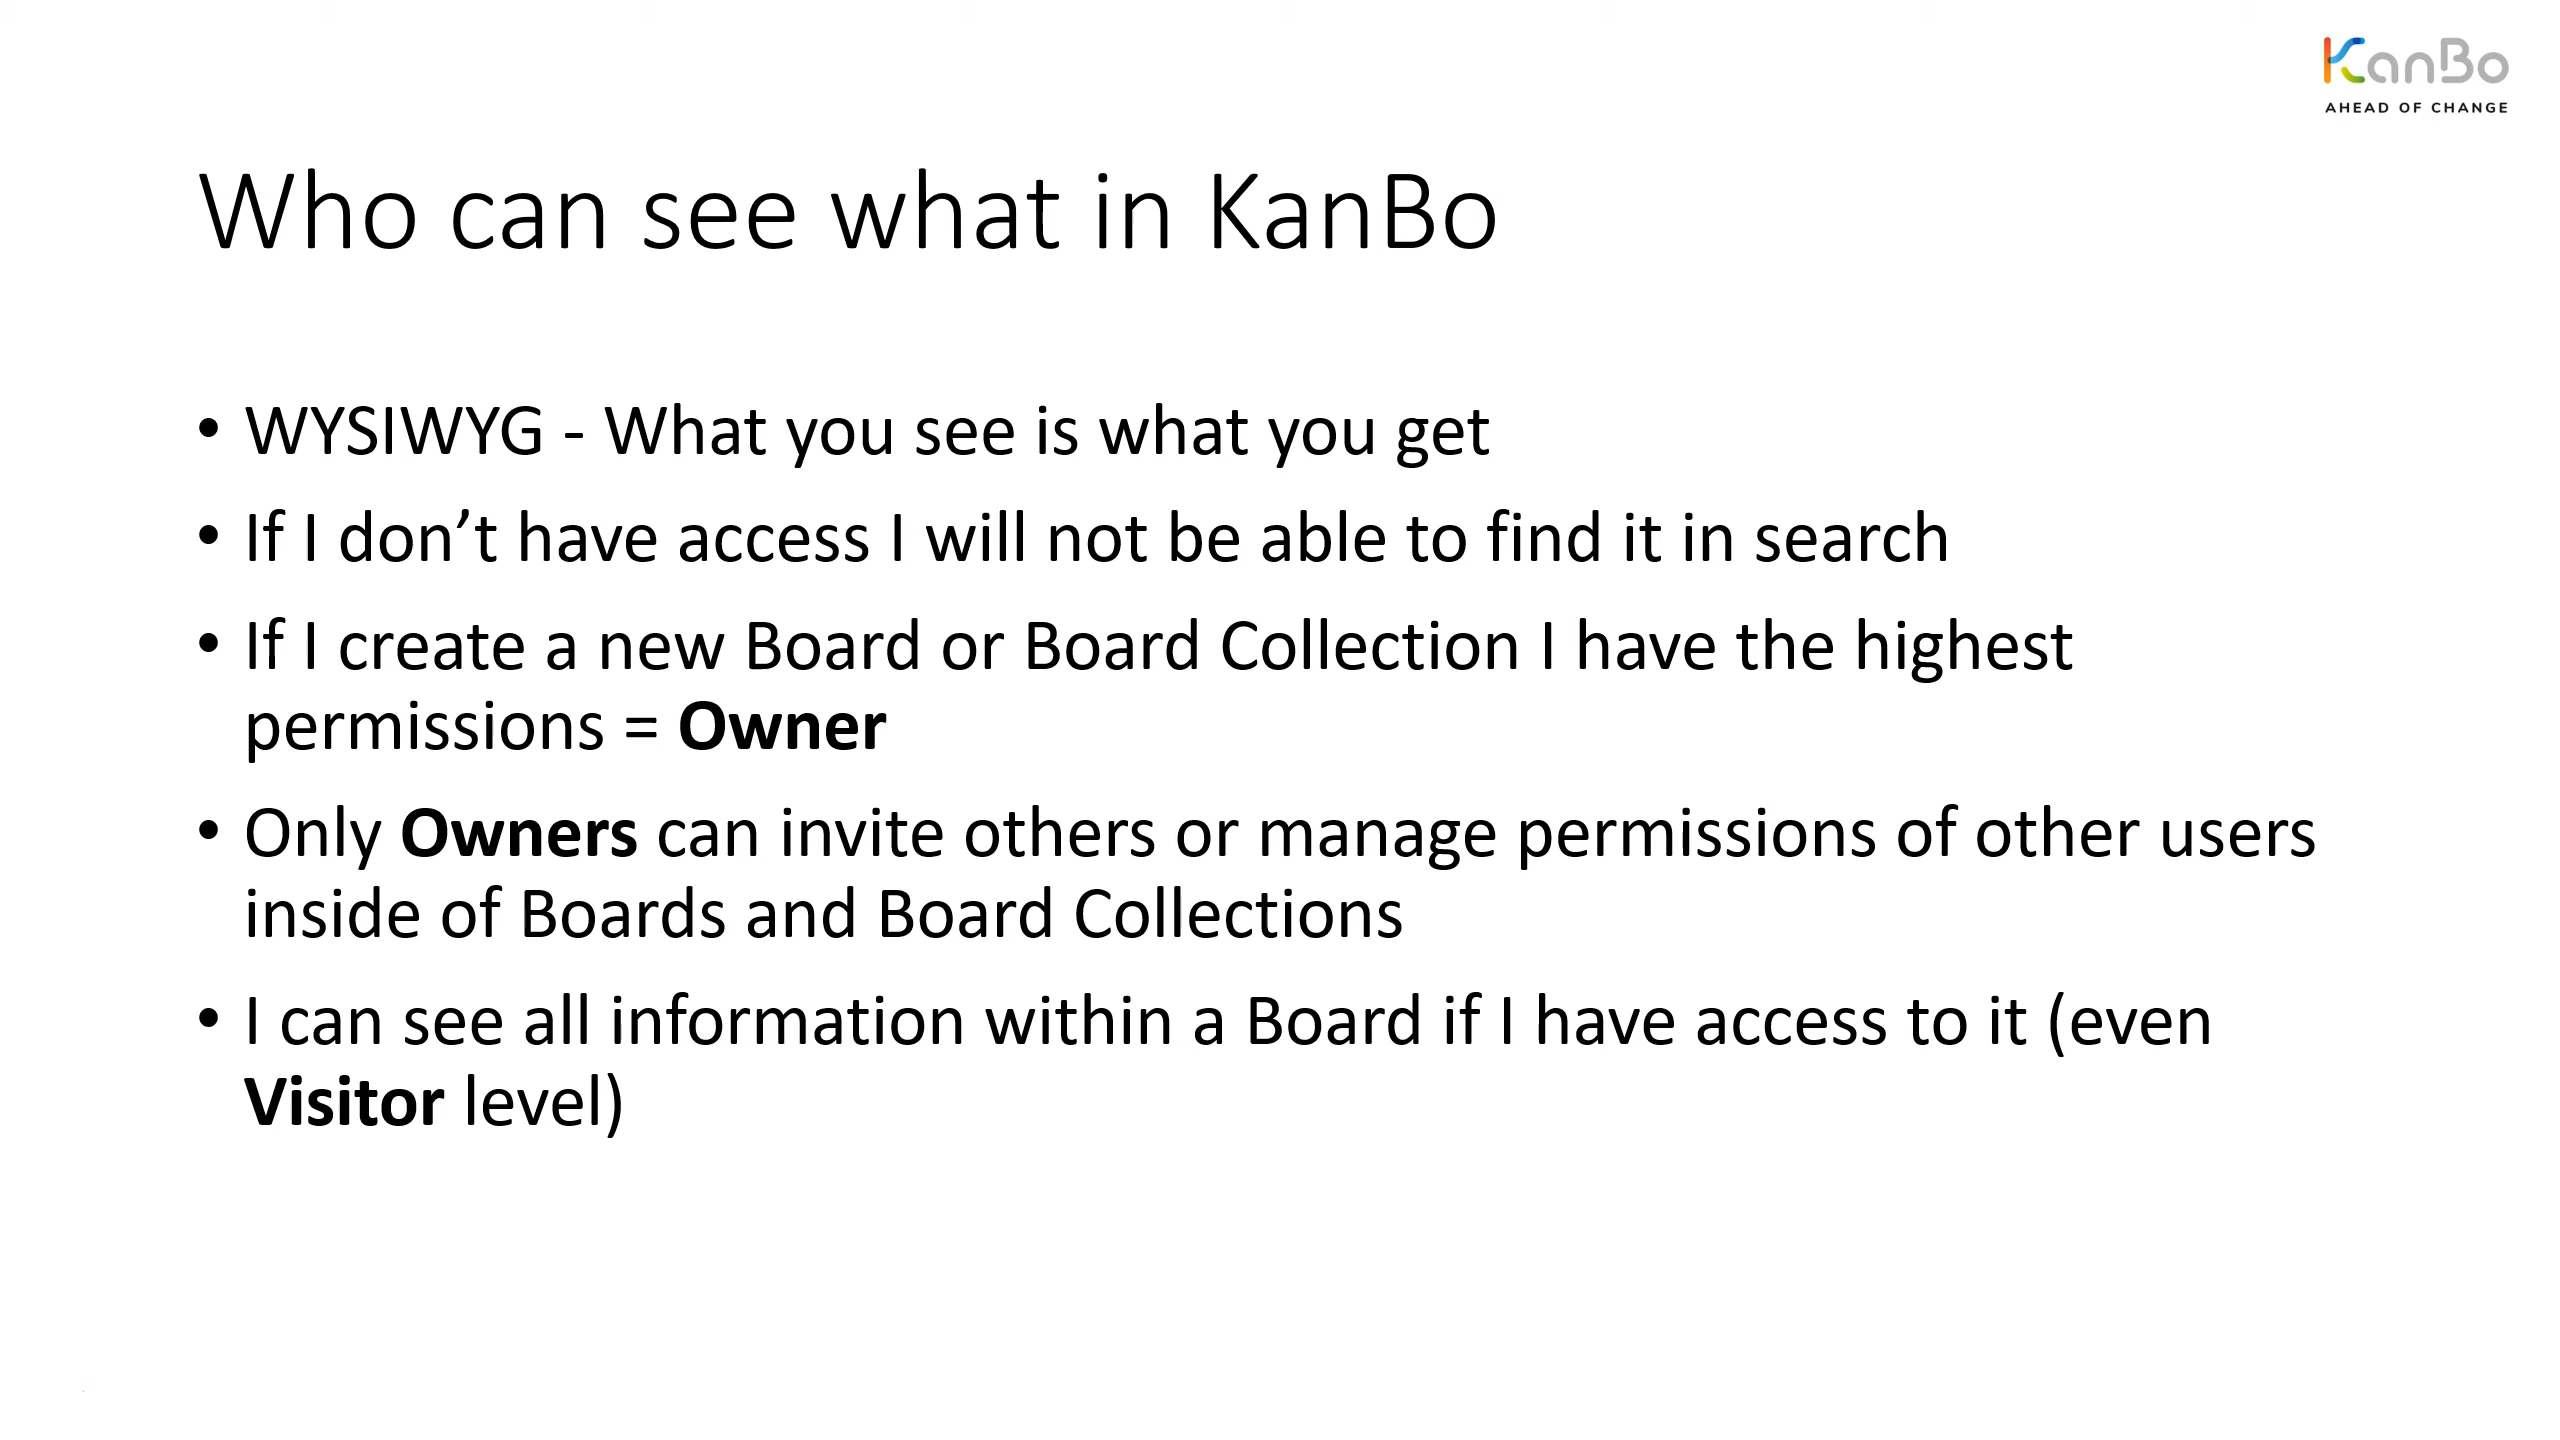 KanBo
AHEAD OF CHANGE
Who can see what in KanBo
• WYSIWYG - What you see is what you get
• If I don’t have access I will not be able to find it in search
• If I create a new Board or Board Collection I have the highest
permissions = Owner
• Only Owners can invite others or manage permissions of other users
inside of Boards and Board Collections
• I can see all information within a Board if I have access to it (even
Visitor level)